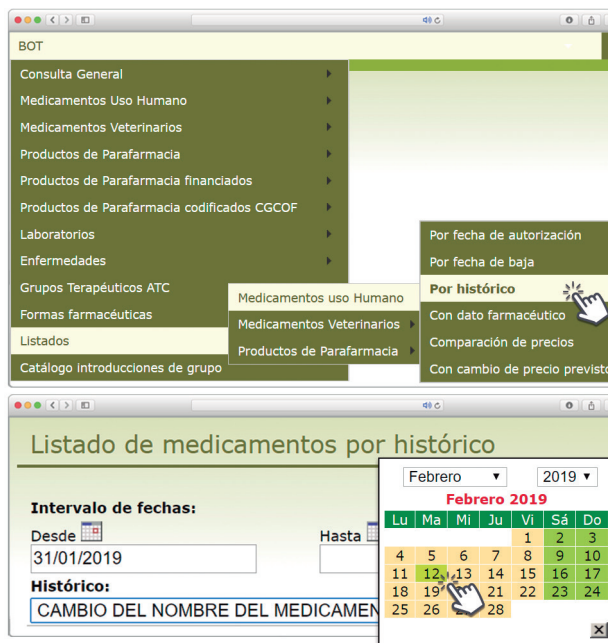 BOT
Consulta General
Medicamentos Uso Humano
Medicamentos Veterinarios
Productos de Parafarmacia
Productos de Parafarmacia financiados
Productos de Parafarmacia codificados CGCOF
Laboratorios
Enfermedades
Grupos Terapéuticos ATC
Formas farmacéuticas
Listados
Catálogo Introducciones de grupo
Medicamentos uso Humano
Medicamentos Veterinarios
Productos de Parafarmacia
Por fecha de autorización
Por fecha de baja
Por histórico
Con dato farmacéutico
Comparación de precios
Con cambio de precio previsto
Listado de medicamentos por histórico
Intervalo de fechas:
Desde
Hasta
31/01/2019
Histórico:
CAMBIO DEL NOMBRE DEL MEDICAMEN
Febrero 2019
Febrero 2019
Lu Ma Mi Ju Vi Sá Do
1 2 3
4 5 6 7 8 9 10
11 12 13 14 15 16 17
18 19 21 22 23 24
25 26 28
X